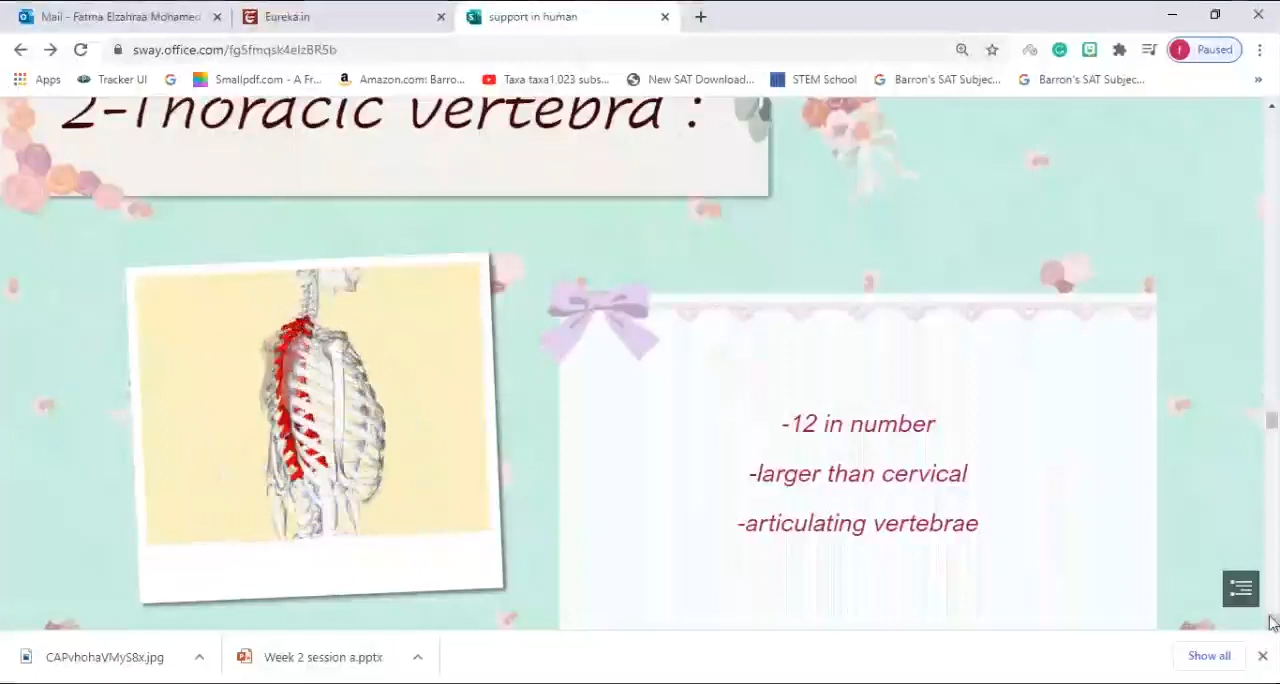 Mail - Fatma Elzahraa Mohamed
Eureka.in
support in human
sway.office.com/fg5fmqsk4elzBR5b
Paused
Apps
Tracker UI
Smallpdf.com - A Fr...
Amazon.com: Barro...
Taxa taxa1.023 subs...
New SAT Download...
STEM School
Barron's SAT Subjec...
Barron's SAT Subjec...
»
2-Thoracic vertebra :
-12 in number
-larger than cervical
-articulating vertebrae
CAPvhohaVMyS8x.jpg
Week 2 session a.pptx
Show all